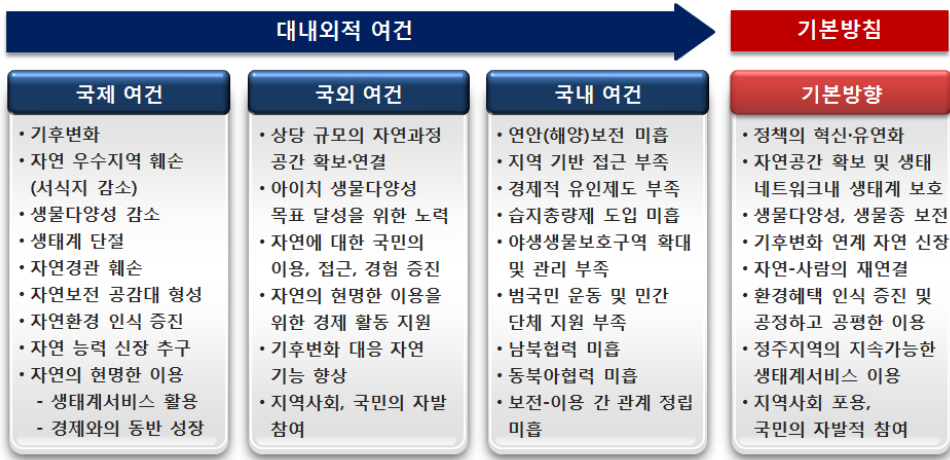 대내외적 여건
기본방침
국제 여건
• 기후변화
• 자연 우수지역 훼손
(서식지 감소)
• 생물다양성 감소
• 생태계 단절
• 자연경관 훼손
• 자연보전 공감대 형성
• 자연환경 인식 증진
• 자연 능력 신장 추구
• 자연의 현명한 이용
- 생태계서비스 활용
- 경제와의 동반 성장
국외 여건
• 상당 규모의 자연과정
공간 확보·연결
• 아이치 생물다양성
목표 달성을 위한 노력
• 자연에 대한 국민의
이용, 접근, 경험 증진
• 자연의 현명한 이용을
위한 경제 활동 지원
• 기후변화 대응 자연
기능 향상
• 지역사회, 국민의 자발
참여
국내 여건
• 연안(해양)보전 미흡
• 지역 기반 접근 부족
• 경제적 유인제도 부족
• 습지총량제 도입 미흡
• 야생생물보호구역 확대
및 관리 부족
• 범국민 운동 및 민간
단체 지원 부족
• 남북협력 미흡
• 동북아협력 미흡
• 보전-이용 간 관계 정립
미흡
기본방향
• 정책의 혁신·유연화
• 자연공간 확보 및 생태
네트워크내 생태계 보호
• 생물다양성, 생물종 보전
• 기후변화 연계 자연 신장
• 자연-사람의 재연결
• 환경혜택 인식 증진 및
공정하고 공평한 이용
• 정주지역의 지속가능한
생태계서비스 이용
• 지역사회 포용,
국민의 자발적 참여